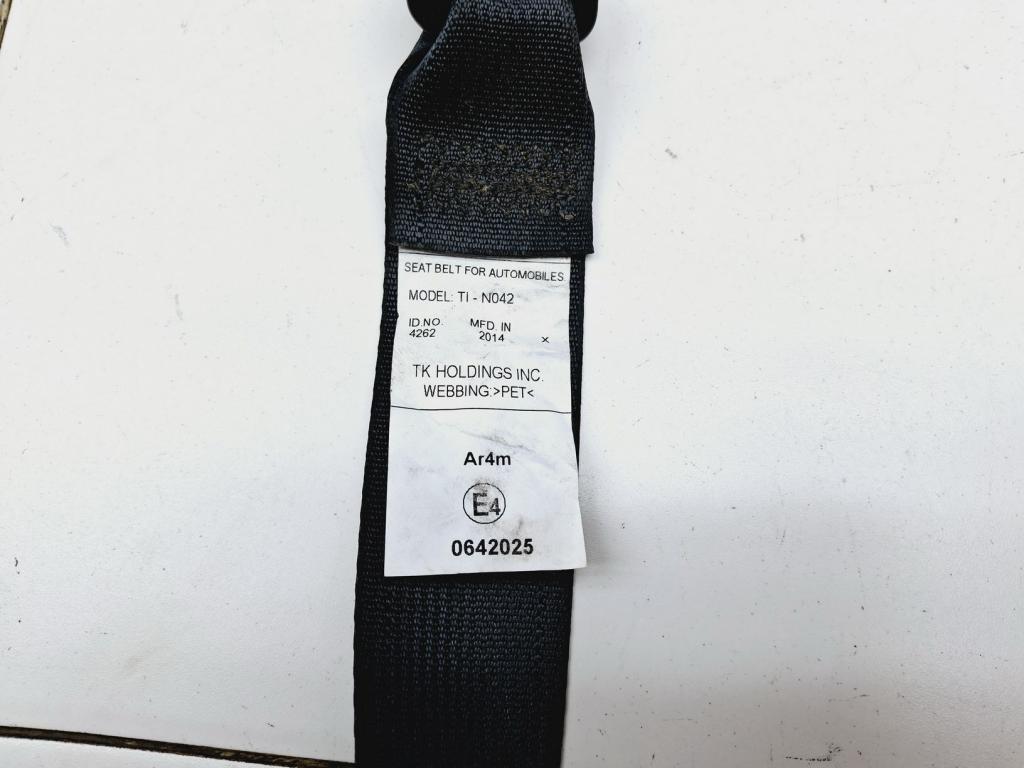 SEAT BELT FOR AUTOMOBILES
MODEL: TI - N042
ID.NO. MFD. IN
4262 2014 x
TK HOLDINGS INC.
WEBBING:>PET<
Ar4m
E4
0642025